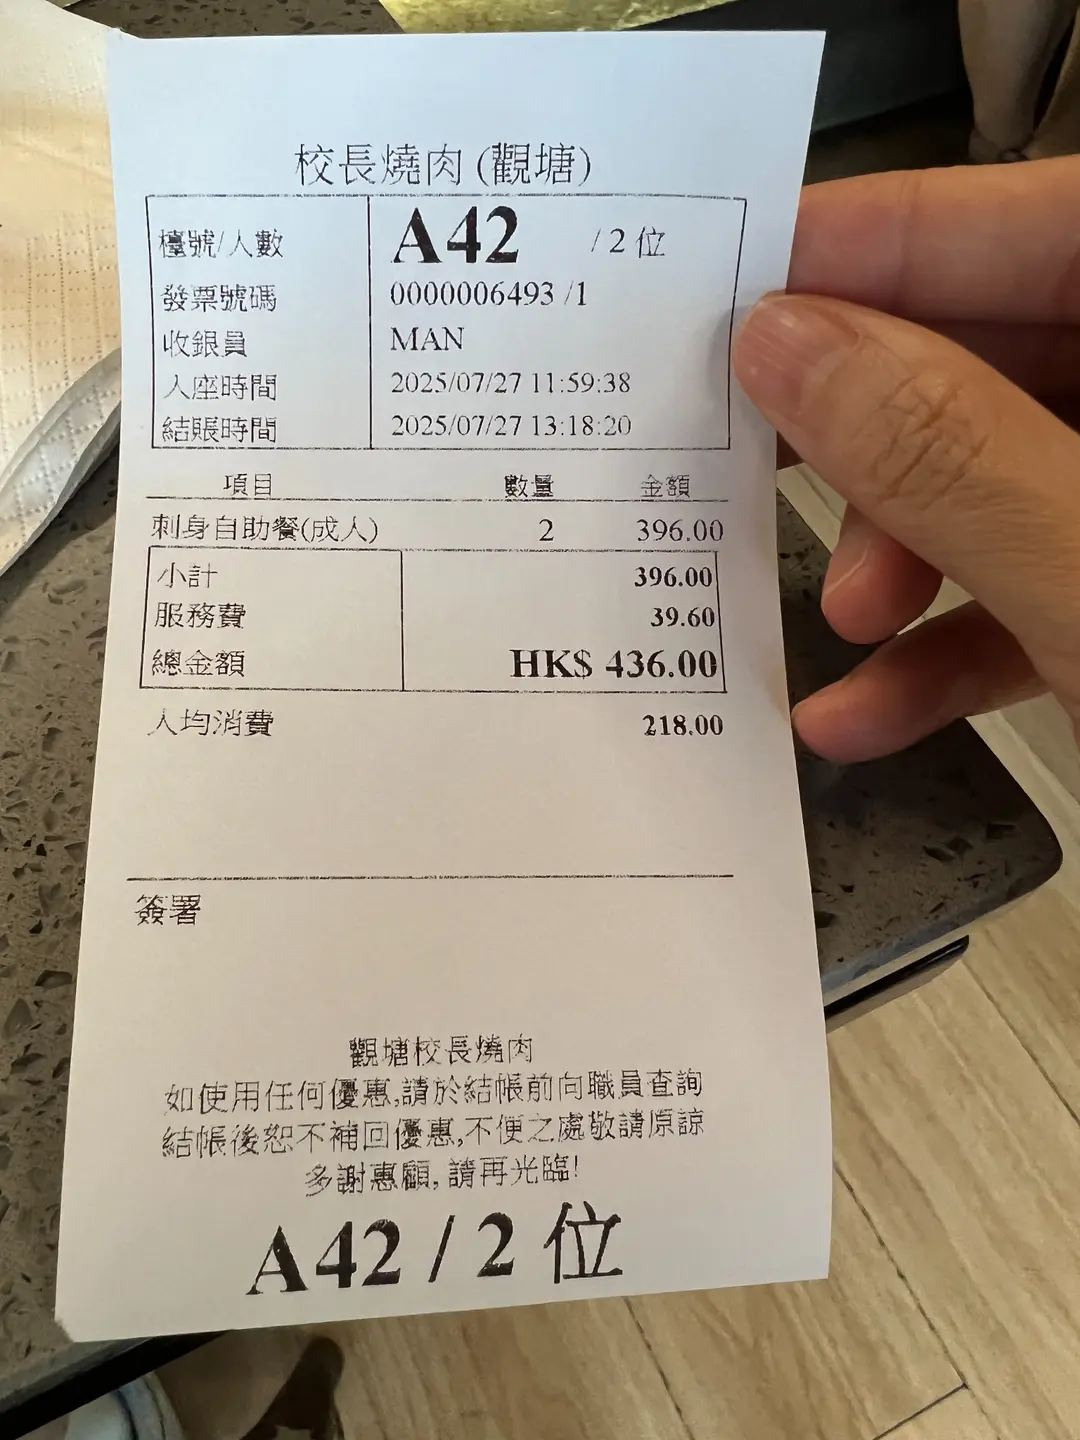 校長燒肉 (觀塘)
檯號/人數 A42 / 2 位
發票號碼 0000006493 /1
收銀員 MAN
入座時間 2025/07/27 11:59:38
結賬時間 2025/07/27 13:18:20
項目 數量 金額
刺身自助餐(成人) 2 396.00
小計 396.00
服務費 39.60
總金額 HK$ 436.00
人均消費 218.00
簽署
觀塘校長燒肉
如使用任何優惠,請於結帳前向職員查詢
結帳後恕不補回優惠,不便之處敬請原諒
多謝惠顧, 請再光臨!
A42 / 2 位